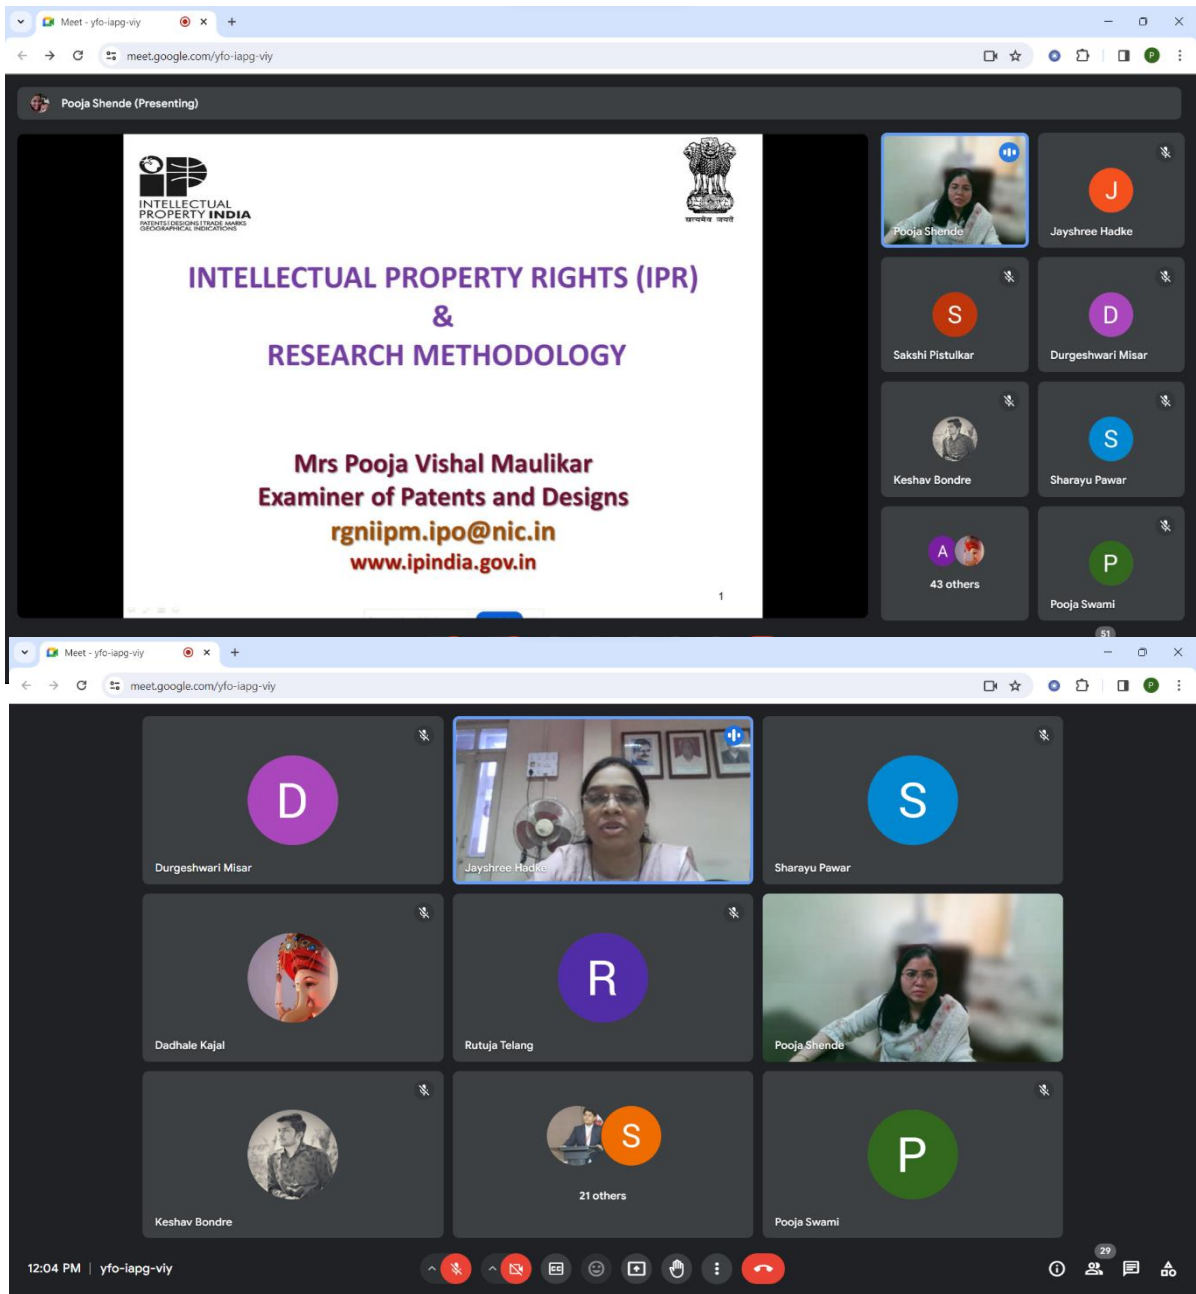 Meet - yfo-iapg-viy
meet.google.com/yfo-iapg-viy
P
Pooja Shende (Presenting)
INTELLECTUAL
PROPERTY INDIA
PATENTS | DESIGNS | TRADE MARKS
GEOGRAPHICAL INDICATIONS
सत्यमेव जयते
INTELLECTUAL PROPERTY RIGHTS (IPR)
&
RESEARCH METHODOLOGY
Mrs Pooja Vishal Maulikar
Examiner of Patents and Designs
rgniipm.ipo@nic.in
www.ipindia.gov.in
1
Pooja Shende
J
Jayshree Hadke
S
Sakshi Pistulkar
D
Durgeshwari Misar
Keshav Bondre
S
Sharayu Pawar
A
43 others
P
Pooja Swami
51
Meet - yfo-iapg-viy
meet.google.com/yfo-iapg-viy
P
D
Durgeshwari Misar
Jayshree Hadke
S
Sharayu Pawar
Dadhale Kajal
R
Rutuja Telang
Pooja Shende
Keshav Bondre
S
21 others
P
Pooja Swami
12:04 PM | yfo-iapg-viy
CC
29